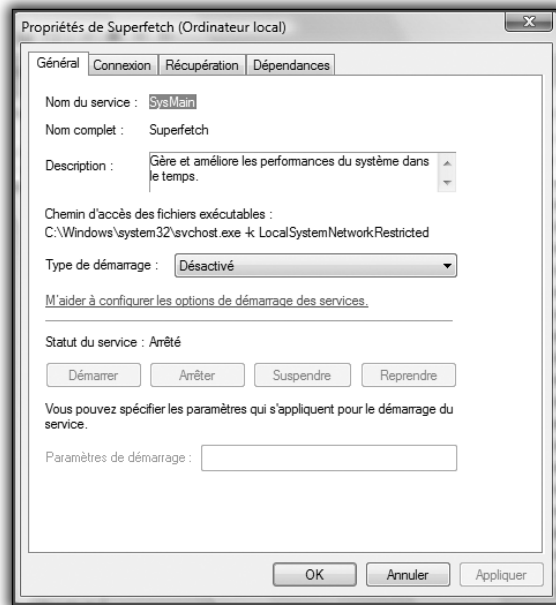 Propriétés de Superfetch (Ordinateur local)
Général Connexion Récupération Dépendances
Nom du service : SysMain
Nom complet : Superfetch
Description : Gère et améliore les performances du système dans
le temps.
Chemin d'accès des fichiers exécutables :
C:\Windows\system32\svchost.exe -k LocalSystemNetworkRestricted
Type de démarrage : Désactivé
M'aider à configurer les options de démarrage des services.
Statut du service : Arrêté
Démarrer Arrêter Suspendre Reprendre
Vous pouvez spécifier les paramètres qui s'appliquent pour le démarrage du
service.
Paramètres de démarrage :
OK Annuler Appliquer